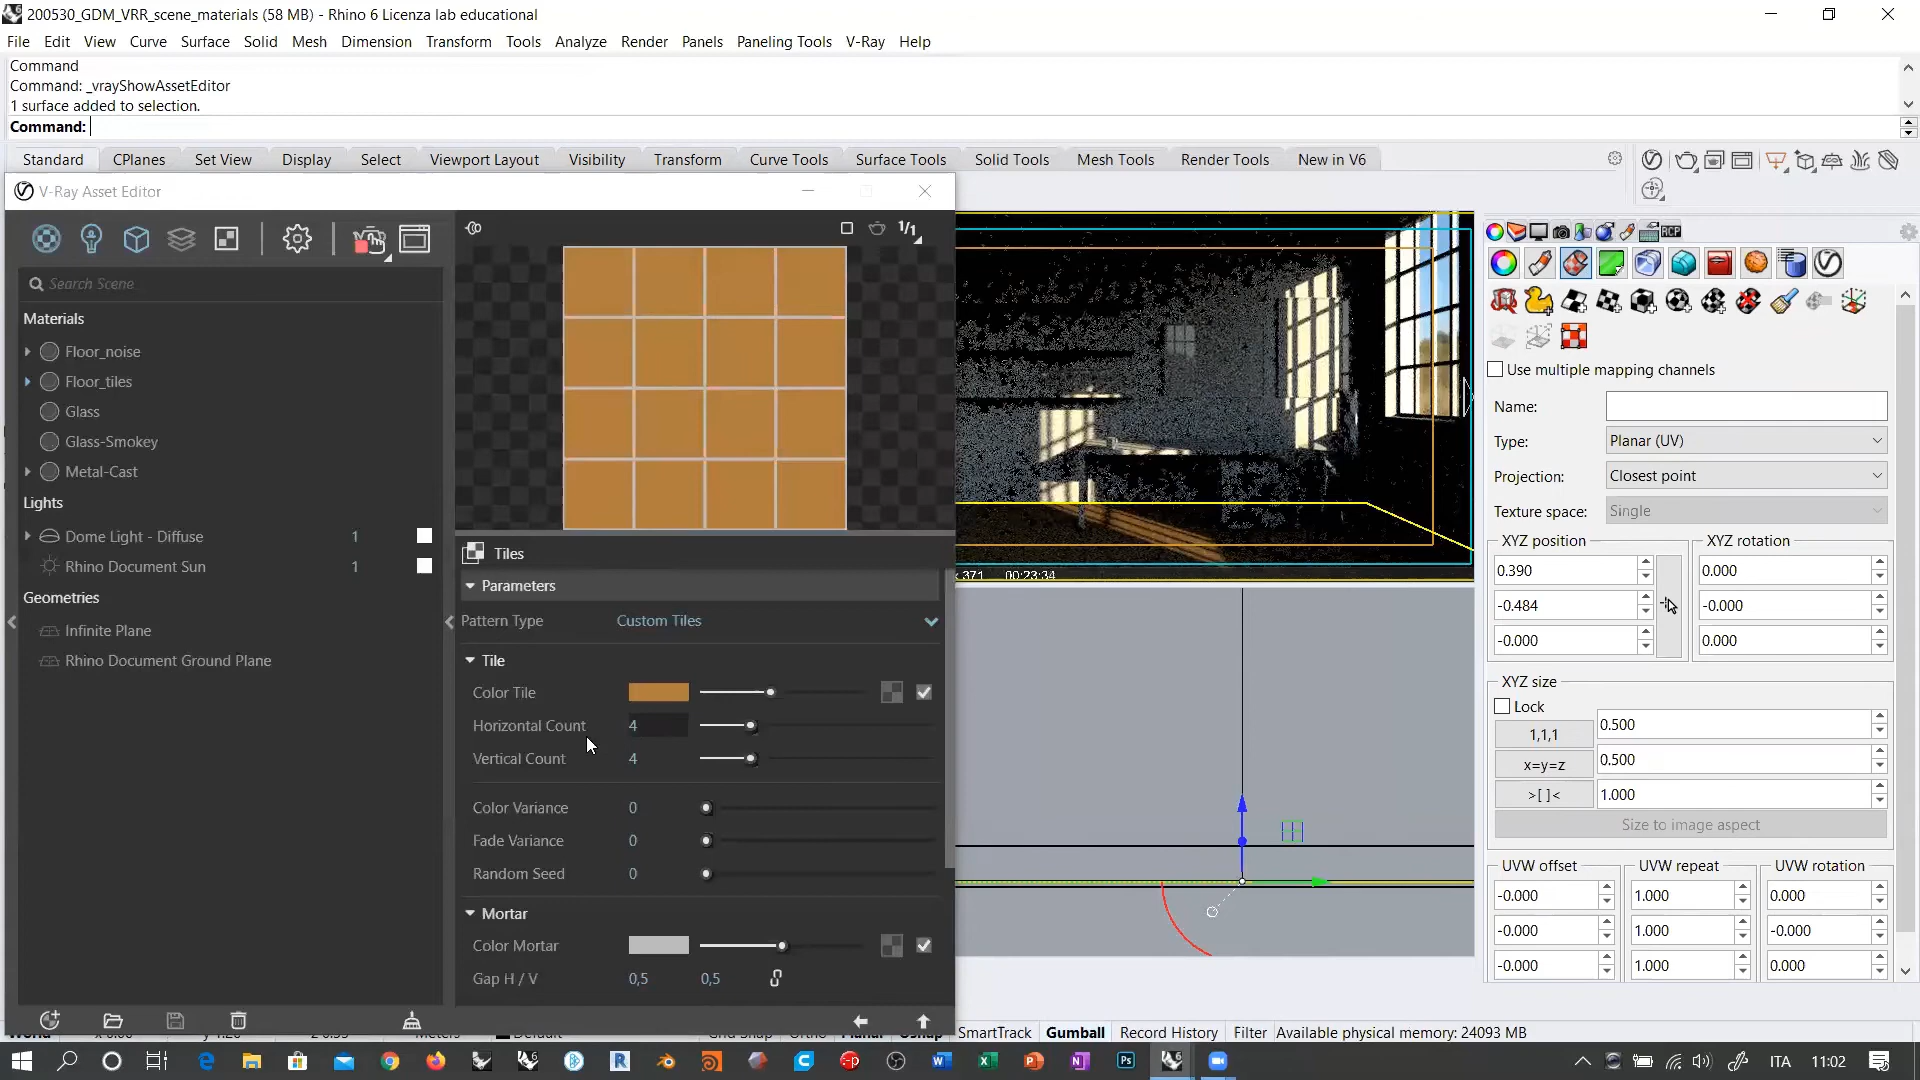 200530_GDM_VRR_scene_materials (58 MB) - Rhino 6 Licenza lab educational
File Edit View Curve Surface Solid Mesh Dimension Transform Tools Analyze Render Panels Paneling Tools V-Ray Help
Command
Command: _vrayShowAssetEditor
1 surface added to selection.
Command:
Standard CPlanes Set View Display Select Viewport Layout Visibility Transform Curve Tools Surface Tools Solid Tools Mesh Tools Render Tools New in V6
V-Ray Asset Editor
1/1
RCP
Search Scene
Materials
Floor_noise
Floor_tiles
Glass
Glass-Smokey
Metal-Cast
Lights
Dome Light - Diffuse 1
Rhino Document Sun 1
Geometries
Infinite Plane
Rhino Document Ground Plane
Tiles
Parameters
Pattern Type Custom Tiles
Tile
Color Tile
Horizontal Count 4
Vertical Count 4
Color Variance 0
Fade Variance 0
Random Seed 0
Mortar
Color Mortar
Gap H / V 0,5 0,5
371 00:23:34
Use multiple mapping channels
Name:
Type: Planar (UV)
Projection: Closest point
Texture space: Single
XYZ position XYZ rotation
0.390 0.000
-0.484 -0.000
-0.000 0.000
XYZ size
Lock
1,1,1 0.500
x=y=z 0.500
>[ ]< 1.000
Size to image aspect
UVW offset UVW repeat UVW rotation
-0.000 1.000 0.000
-0.000 1.000 -0.000
-0.000 1.000 0.000
SmartTrack Gumball Record History Filter Available physical memory: 24093 MB
ITA 11:02